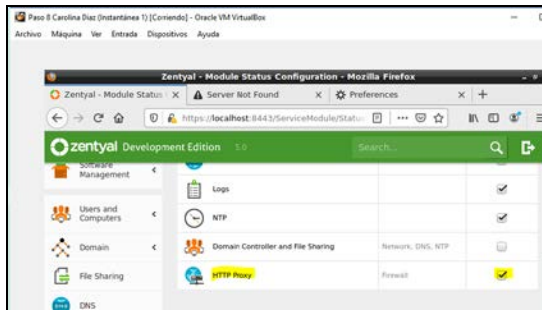 Paso 8 Carolina Diaz (Instantánea 1) [Corriendo] - Oracle VM VirtualBox
Archivo Máquina Ver Entrada Dispositivos Ayuda
Zentyal - Module Status Configuration - Mozilla Firefox
Zentyal - Module Status
Server Not Found
Preferences
https://localhost:8443/ServiceModule/Status
zentyal Development Edition 5.0
Search...
Software Management
Logs
Users and Computers
NTP
Domain
Domain Controller and File Sharing Network, DNS, NTP
File Sharing
HTTP Proxy Firewall
DNS